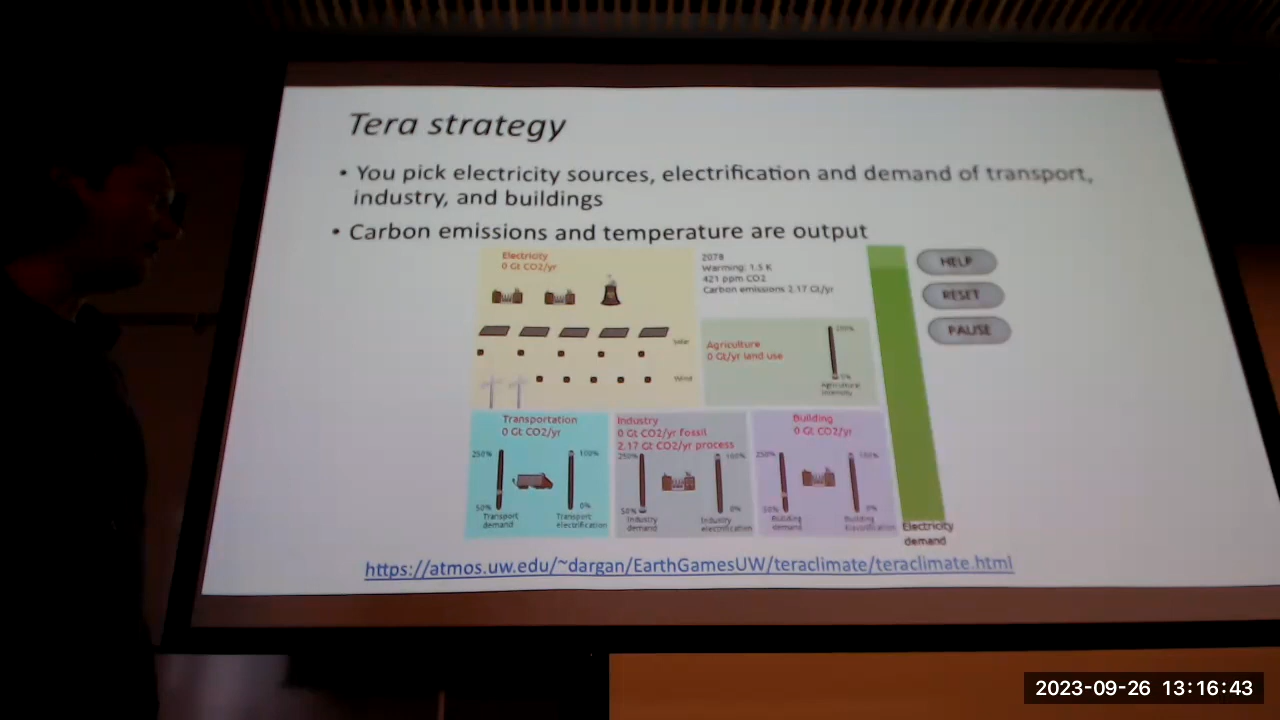 Tera strategy
• You pick electricity sources, electrification and demand of transport,
industry, and buildings
• Carbon emissions and temperature are output
Electricity
0 Gt CO2/yr
2078
Warming: 1.5 K
421 ppm CO2
Carbon emissions 2.17 Gt/yr
HELP
RESET
PAUSE
Solar
Wind
Agriculture
0 Gt/yr land use
100%
0%
Agricultural
intensity
Transportation
0 Gt CO2/yr
250%
100%
50%
0%
Transport
demand
Transport
electrification
Industry
0 Gt CO2/yr fossil
2.17 Gt CO2/yr process
250%
100%
50%
0%
Industry
demand
Industry
electrification
Building
0 Gt CO2/yr
250%
100%
50%
0%
Building
demand
Building
electrification
Electricity
demand
https://atmos.uw.edu/~dargan/EarthGamesUW/teraclimate/teraclimate.html
2023-09-26 13:16:43